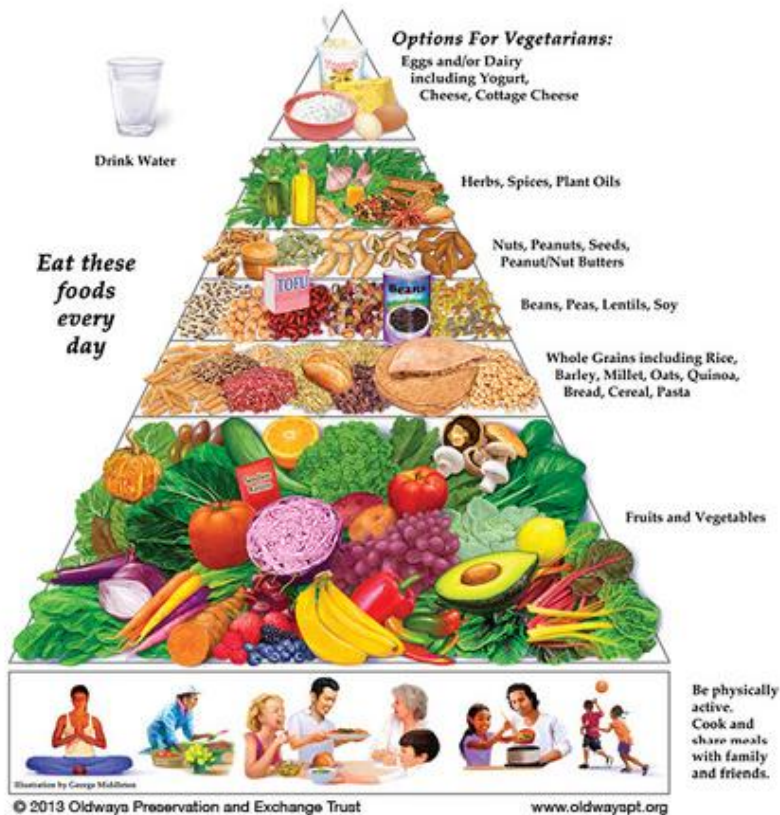 Options For Vegetarians:
Eggs and/or Dairy
including Yogurt,
Cheese, Cottage Cheese
Drink Water
Herbs, Spices, Plant Oils
Nuts, Peanuts, Seeds,
Peanut/Nut Butters
Eat these
foods
every
day
TOFU
Beans
Beans, Peas, Lentils, Soy
Whole Grains including Rice,
Barley, Millet, Oats, Quinoa,
Bread, Cereal, Pasta
Fruits and Vegetables
Be physically
active.
Cook and
share meals
with family
and friends.
Illustration by George Middleton
© 2013 Oldways Preservation and Exchange Trust
www.oldwayspt.org